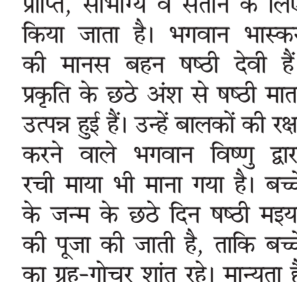 प्राप्ति, सौभाग्य व संतान के लिए
किया जाता है। भगवान भास्कर
की मानस बहन षष्ठी देवी हैं
प्रकृति के छठे अंश से षष्ठी मात
उत्पन्न हुई हैं। उन्हें बालकों की रक्ष
करने वाले भगवान विष्णु द्वार
रची माया भी माना गया है। बच्चे
के जन्म के छठे दिन षष्ठी मइय
की पूजा की जाती है, ताकि बच्चे
का ग्रह-गोचर शांत रहे। मान्यता है